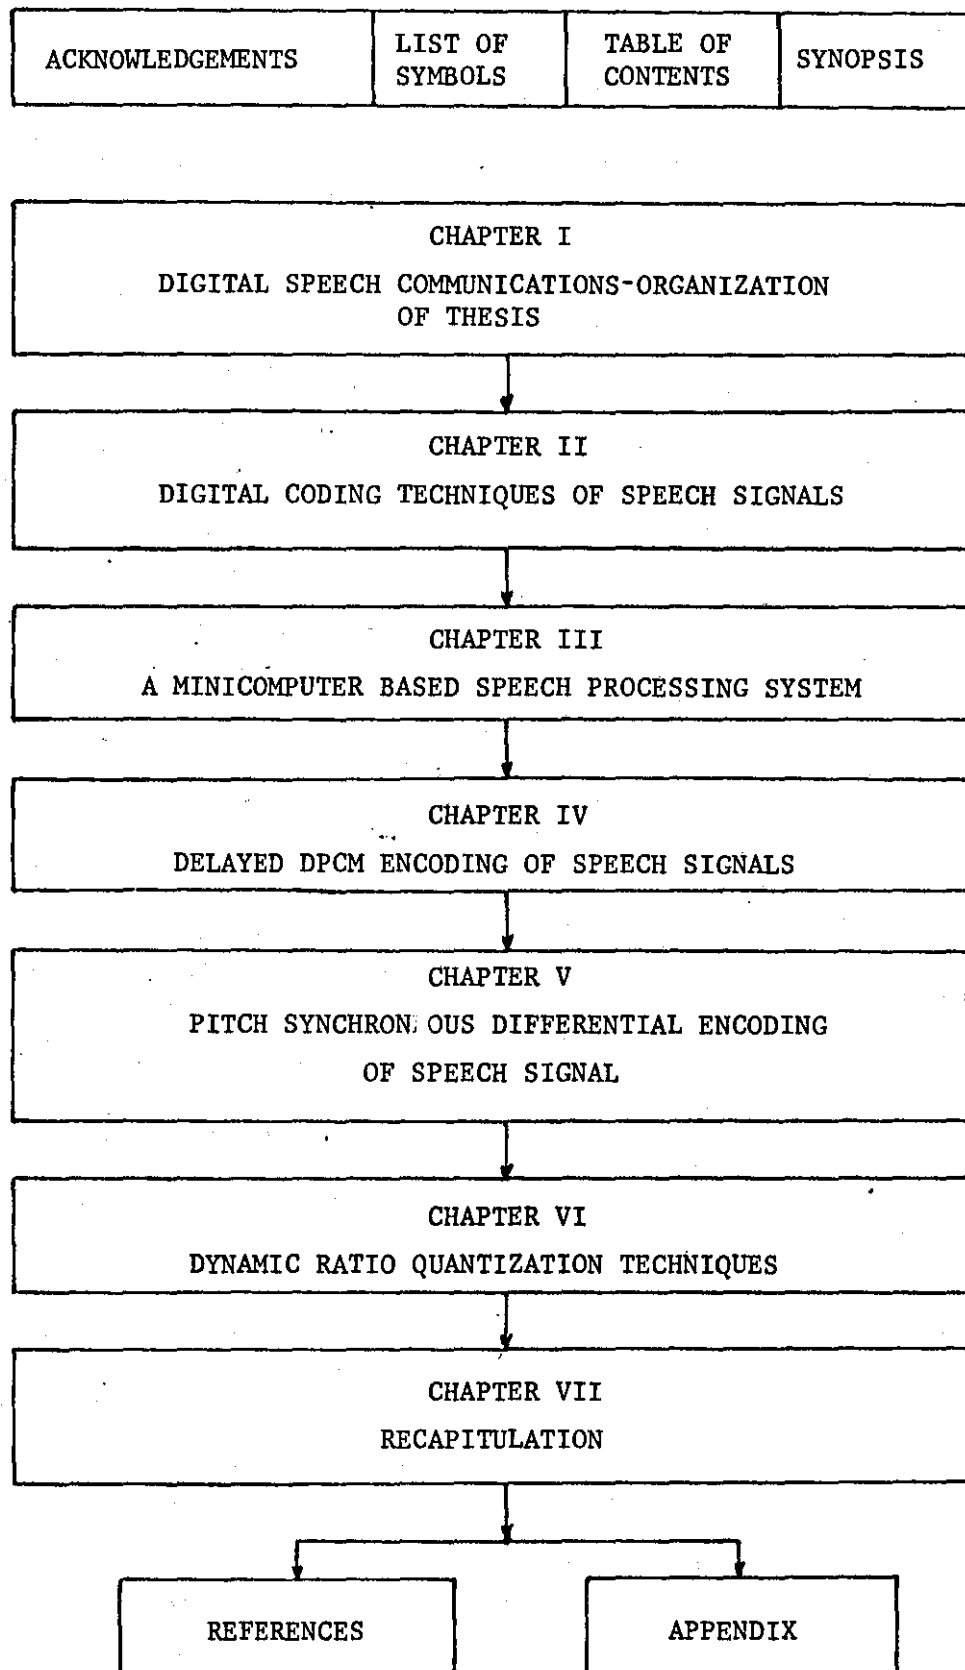 ACKNOWLEDGEMENTS
LIST OF
SYMBOLS
TABLE OF
CONTENTS
SYNOPSIS
CHAPTER I
DIGITAL SPEECH COMMUNICATIONS-ORGANIZATION
OF THESIS
CHAPTER II
DIGITAL CODING TECHNIQUES OF SPEECH SIGNALS
CHAPTER III
A MINICOMPUTER BASED SPEECH PROCESSING SYSTEM
CHAPTER IV
DELAYED DPCM ENCODING OF SPEECH SIGNALS
CHAPTER V
PITCH SYNCHRON OUS DIFFERENTIAL ENCODING
OF SPEECH SIGNAL
CHAPTER VI
DYNAMIC RATIO QUANTIZATION TECHNIQUES
CHAPTER VII
RECAPITULATION
REFERENCES
APPENDIX